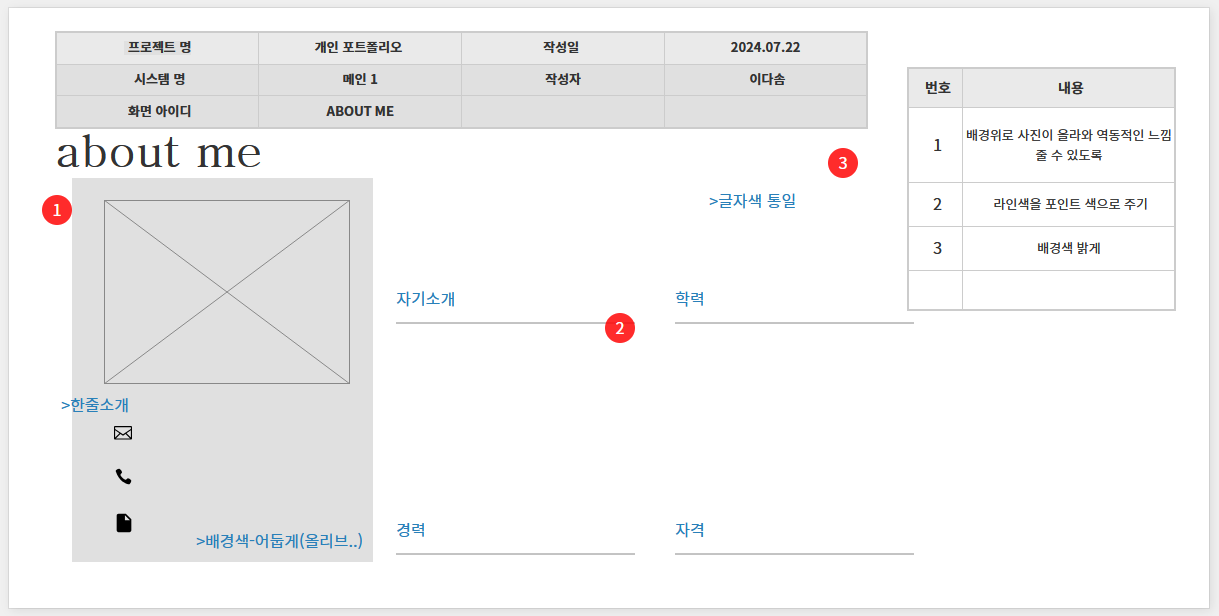 프로젝트 명 개인 포트폴리오 작성일 2024.07.22
시스템 명 메인 1 작성자 이다솜
화면 아이디 ABOUT ME
번호 내용
1 배경위로 사진이 올라와 역동적인 느낌
줄 수 있도록
2 라인색을 포인트 색으로 주기
3 배경색 밝게
about me
3
1
>글자색 통일
자기소개
학력
2
>한줄소개
경력
자격
>배경색-어둡게(올리브..)